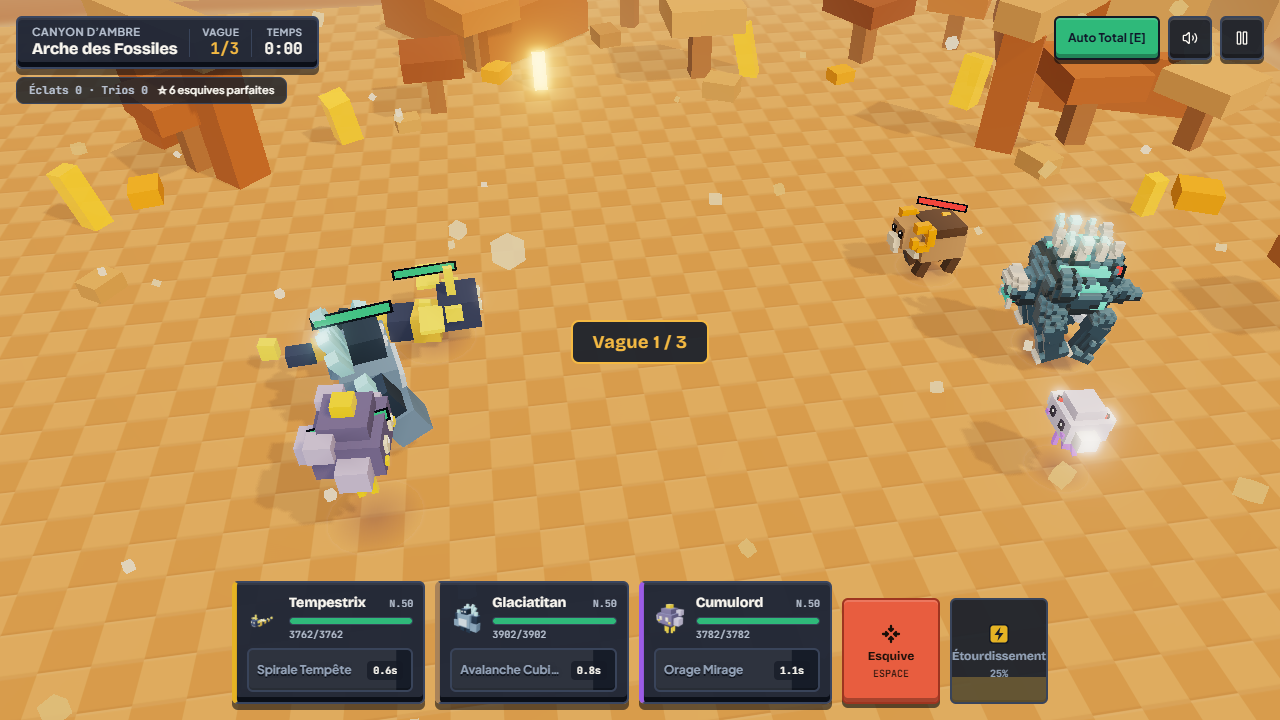 CANYON D'AMBRE
Arche des Fossiles
VAGUE
1/3
TEMPS
0:00
Éclats 0 · Trios 0 ★ 6 esquives parfaites
Auto Total [E]
Vague 1 / 3
Tempestrix N.50
3762/3762
Spirale Tempête 0.6s
Glaciatitan N.50
3902/3902
Avalanche Cubi... 0.8s
Cumulord N.50
3782/3782
Orage Mirage 1.1s
Esquive
ESPACE
Étourdissement
25%